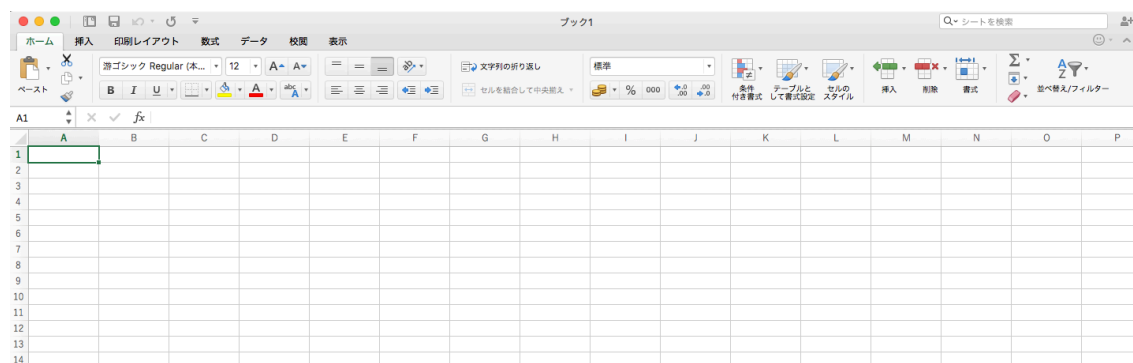 ブック1
シートを検索
ホーム 挿入 印刷レイアウト 数式 データ 校閲 表示
ペースト
游ゴシック Regular (本... 12 A A
文字列の折り返し
標準
B I U A abc A
セルを結合して中央揃え
% 000 .0 .00 .00 .0
条件付き書式
テーブルとして書式設定
セルのスタイル
挿入 削除 書式
Σ
A Z
並べ替え/フィルター
A1 fx
A B C D E F G H I J K L M N O P
1
2
3
4
5
6
7
8
9
10
11
12
13
14